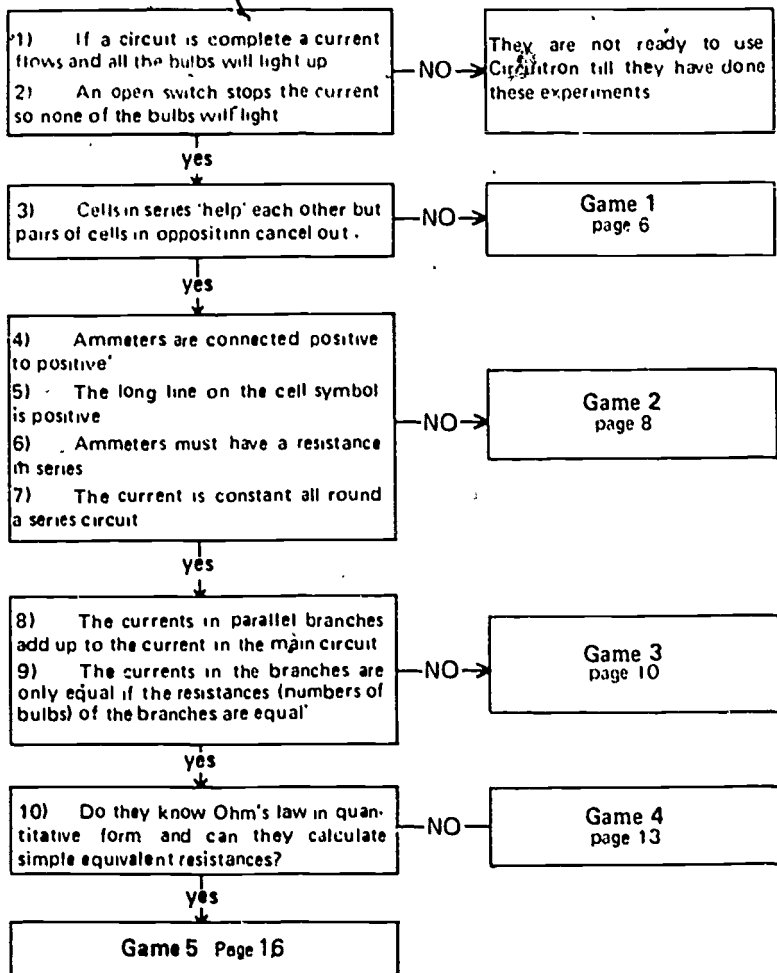 1) If a circuit is complete a current
flows and all the bulbs will light up
2) An open switch stops the current
so none of the bulbs will light
NO
They are not ready to use
Circuitron till they have done
these experiments
yes
3) Cells in series 'help' each other but
pairs of cells in opposition cancel out.
NO
Game 1
page 6
yes
4) Ammeters are connected positive
to positive'
5) The long line on the cell symbol
is positive
6) Ammeters must have a resistance
in series
7) The current is constant all round
a series circuit
NO
Game 2
page 8
yes
8) The currents in parallel branches
add up to the current in the main circuit
9) The currents in the branches are
only equal if the resistances (numbers of
bulbs) of the branches are equal'
NO
Game 3
page 10
yes
10) Do they know Ohm's law in quan-
titative form and can they calculate
simple equivalent resistances?
NO
Game 4
page 13
yes
Game 5 Page 16